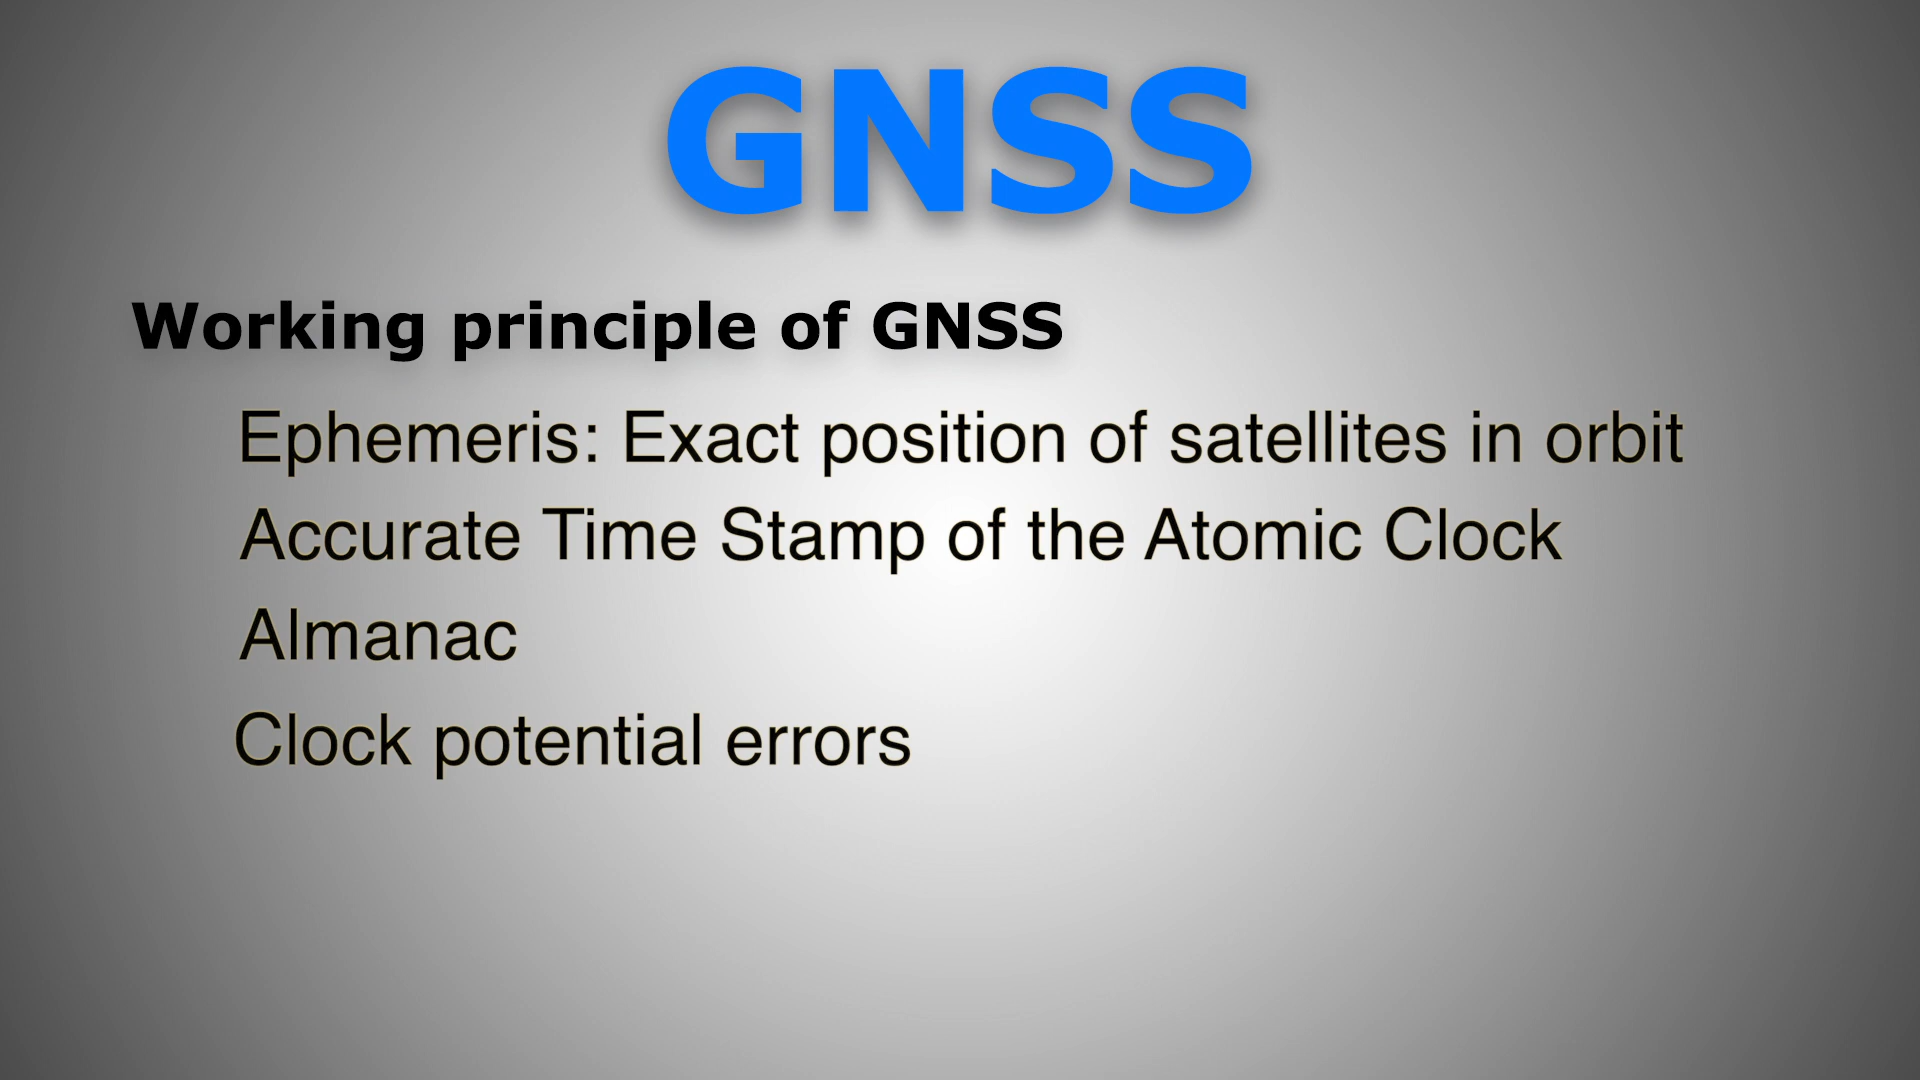 GNSS
Working principle of GNSS
Ephemeris: Exact position of satellites in orbit
Accurate Time Stamp of the Atomic Clock
Almanac
Clock potential errors